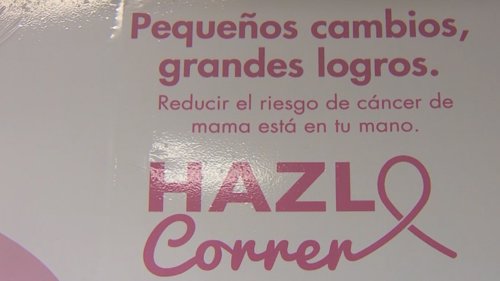 Pequeños cambios,
grandes logros.
Reducir el riesgo de cáncer de
mama está en tu mano.
HAZLO
Correr